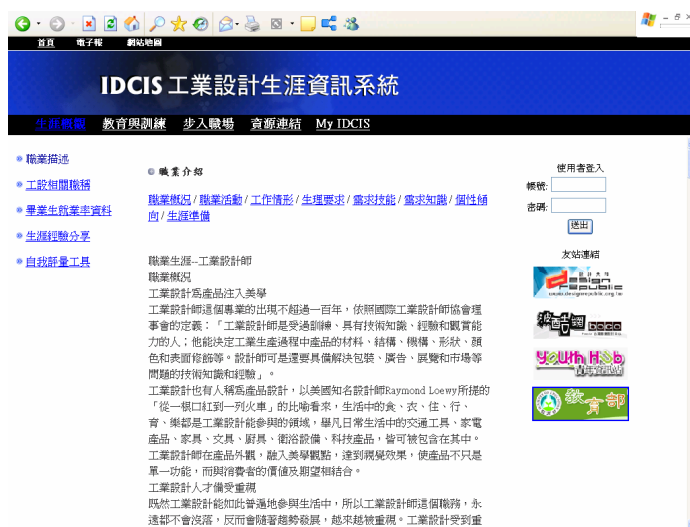 首頁 電子報 網站地圖
IDCIS 工業設計生涯資訊系統
生涯概觀 教育與訓練 步入職場 資源連結 My IDCIS
職業描述
工設相關職稱
畢業生就業率資料
生涯經驗分享
自我評量工具
職業介紹
職業概況 / 職業活動 / 工作情形 / 生理要求 / 需求技能 / 需求知識 / 個性傾
向 / 生涯準備
職業生涯--工業設計師
職業概況
工業設計為產品注入美學
工業設計師這個專業的出現不超過一百年，依照國際工業設計師協會理
事會的定義：「工業設計師是受過訓練、具有技術知識、經驗和觀賞能
力的人；他能決定工業生產過程中產品的材料、結構、機構、形狀、顏
色和表面修飾等。設計師可是還要具備解決包裝、廣告、展覽和市場等
問題的技術知識和經驗」。
工業設計也有人稱為產品設計，以美國知名設計師Raymond Loewy所提的
「從一根口紅到一列火車」的比喻看來，生活中的食、衣、住、行、
育、樂都是工業設計能參與的領域，舉凡日常生活中的交通工具、家電
產品、家具、文具、廚具、衛浴設備、科技產品，皆可被包含在其中。
工業設計師在產品外觀，融入美學觀點，達到視覺效果，使產品不只是
單一功能，而與消費者的價值及期望相結合。
工業設計人才備受重視
既然工業設計能如此普遍地參與生活中，所以工業設計師這個職務，永
遠都不會沒落，反而會隨著趨勢發展，越來越被重視。工業設計受到重
使用者登入
帳號:
密碼:
送出
友站連結
design
republic
www.designrepublic.org.tw
boco
Youth Hub
教育部